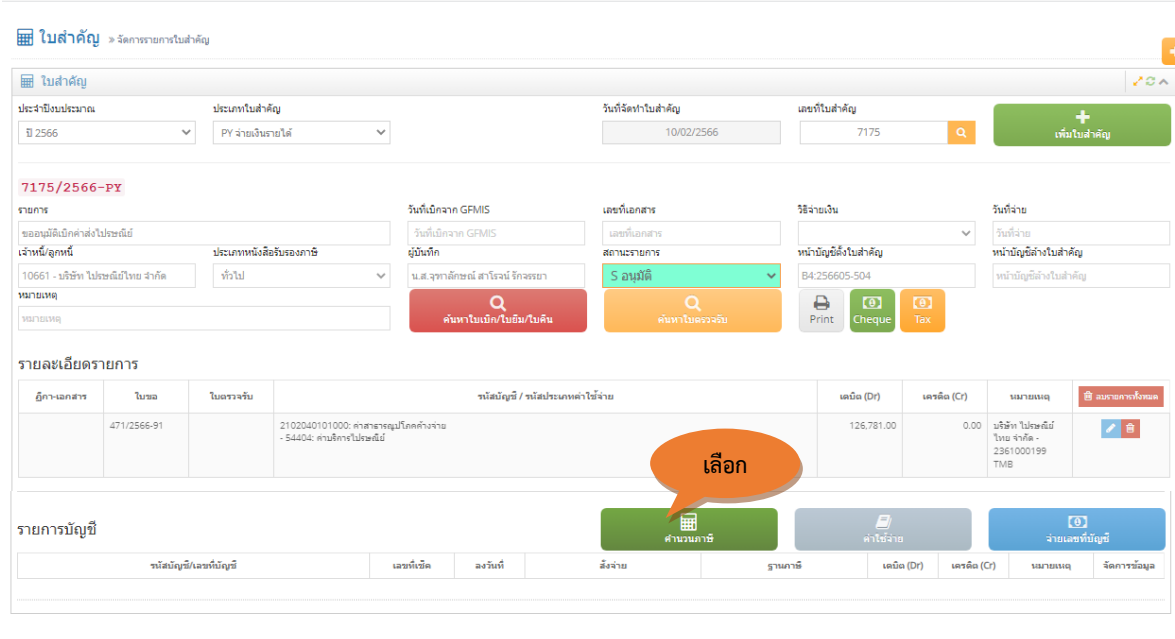 ใบสำคัญ » จัดการรายการใบสำคัญ
ใบสำคัญ
ประจำปีงบประมาณ ประเภทใบสำคัญ วันที่จัดทำใบสำคัญ เลขที่ใบสำคัญ
ปี 2566 PY จ่ายเงินรายได้ 10/02/2566 7175 เพิ่มใบสำคัญ
7175/2566-PY
รายการ วันที่เบิกจาก GFMIS เลขที่เอกสาร วิธีจ่ายเงิน วันที่จ่าย
ขออนุมัติเบิกค่าส่งไปรษณีย์ วันที่เบิกจาก GFMIS เลขที่เอกสาร วันที่จ่าย
เจ้าหนี้/ลูกหนี้ ประเภทหนังสือรับรองภาษี ผู้บันทึก สถานะรายการ หน้าบัญชีตั้งใบสำคัญ หน้าบัญชีล้างใบสำคัญ
10661 - บริษัท ไปรษณีย์ไทย จำกัด ทั่วไป น.ส.จุฑาลักษณ์ สาโรจน์ รักจรรยา S อนุมัติ B4:256605-504 หน้าบัญชีล้างใบสำคัญ
หมายเหตุ
หมายเหตุ ค้นหาใบเบิก/ใบยืม/ใบคืน ค้นหาใบตรวจรับ Print Cheque Tax
รายละเอียดรายการ
ฎีกา-เอกสาร ใบขอ ใบตรวจรับ รหัสบัญชี / รหัสประเภทค่าใช้จ่าย เดบิต (Dr) เครดิต (Cr) หมายเหตุ ลบรายการทั้งหมด
471/2566-91 2102040101000: ค่าสาธารณูปโภคค้างจ่าย 126,781.00 0.00 บริษัท ไปรษณีย์
- 54404: ค่าบริการไปรษณีย์ ไทย จำกัด -
2361000199
TMB
เลือก
รายการบัญชี คำนวนภาษี ค่าใช้จ่าย จ่ายเลขที่บัญชี
รหัสบัญชี/เลขที่บัญชี เลขที่เช็ค ลงวันที่ สั่งจ่าย ฐานภาษี เดบิต (Dr) เครดิต (Cr) หมายเหตุ จัดการข้อมูล